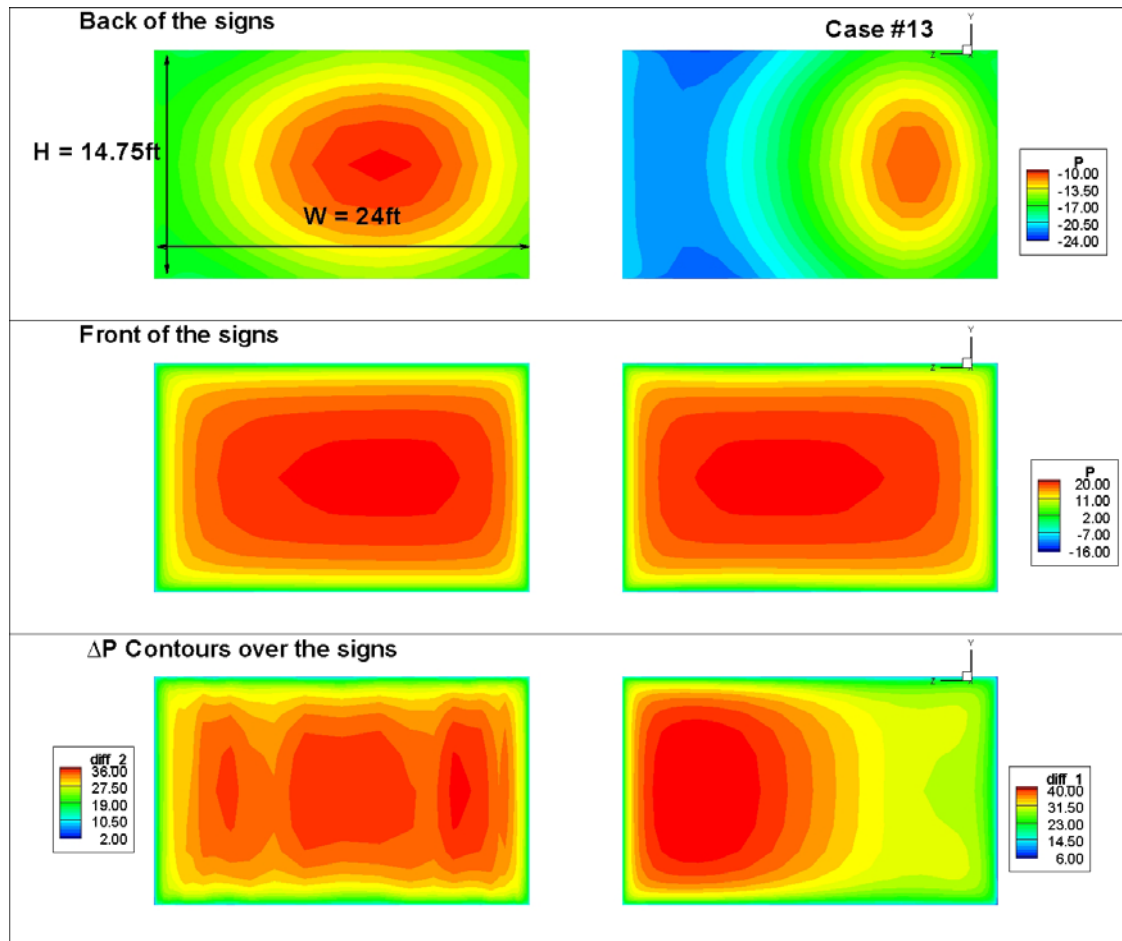 Back of the signs
Case #13
Y
Z X
H = 14.75ft
W = 24ft
P
-10.00
-13.50
-17.00
-20.50
-24.00
Front of the signs
Y
Z X
P
20.00
11.00
2.00
-7.00
-16.00
ΔP Contours over the signs
Y
Z X
diff_2
36.00
27.50
19.00
10.50
2.00
diff_1
40.00
31.50
23.00
14.50
6.00